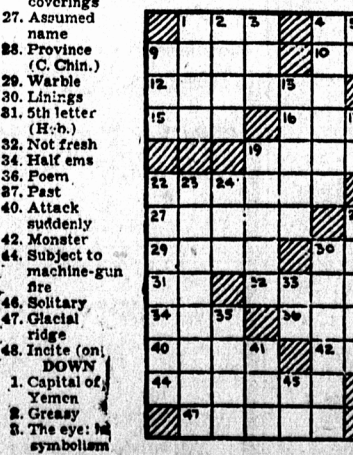 coverings
27. Assumed
name
28. Province
(C. Chin.)
29. Warble
30. Linings
31. 5th letter
(Heb.)
32. Not fresh
34. Half ems
36. Poem
37. Past
40. Attack
suddenly
42. Monster
44. Subject to
machine-gun
fire
46. Solitary
47. Glacial
ridge
48. Incite (on)
DOWN
1. Capital of
Yemen
2. Greasy
3. The eye: in
symbolism
1 2 3 4
9 10
12 13
15 16
19
22 23 24
27
29 30
31 32 33
34 35 36
40 41 42
44 45
47